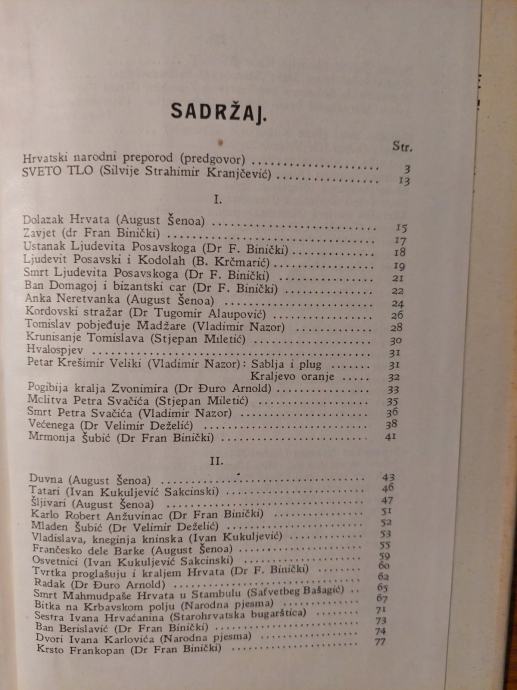 SADRŽAJ.
Str.
Hrvatski narodni preporod (predgovor) . . . . . . . . . . . . . . . . 3
SVETO TLO (Silvije Strahimir Kranjčević) . . . . . . . . . . . . . 13
I.
Dolazak Hrvata (August Šenoa) . . . . . . . . . . . . . . . . . . . . 15
Zavjet (dr Fran Binički) . . . . . . . . . . . . . . . . . . . . . . . . 17
Ustanak Ljudevita Posavskoga (Dr F. Binički) . . . . . . . . . . 18
Ljudevit Posavski i Kodolah (B. Krčmarić) . . . . . . . . . . . . 19
Smrt Ljudevita Posavskoga (Dr F. Binički) . . . . . . . . . . . . 21
Ban Domagoj i bizantski car (Dr F. Binički) . . . . . . . . . . . 22
Anka Neretvanka (August Šenoa) . . . . . . . . . . . . . . . . . . 24
Kordovski stražar (Dr Tugomir Alaupović) . . . . . . . . . . . . 26
Tomislav pobjeđuje Madžare (Vladimir Nazor) . . . . . . . . . . 28
Krunisanje Tomislava (Stjepan Miletić) . . . . . . . . . . . . . . 30
Hvalospjev . . . . . . . . . . . . . . . . . . . . . . . . . . . . . . . 31
Petar Krešimir Veliki (Vladimir Nazor): Sablja i plug . . . . . 31
Kraljevo oranje . . . . . 32
Pogibija kralja Zvonimira (Dr Đuro Arnold) . . . . . . . . . . . 33
Mclitva Petra Svačića (Stjepan Miletić) . . . . . . . . . . . . . . 35
Smrt Petra Svačića (Vladimir Nazor) . . . . . . . . . . . . . . . . 36
Većenega (Dr Velimir Deželić) . . . . . . . . . . . . . . . . . . . . 38
Mrmonja Šubić (Dr Fran Binički) . . . . . . . . . . . . . . . . . . 41
II.
Duvna (August Šenoa) . . . . . . . . . . . . . . . . . . . . . . . . . 43
Tatari (Ivan Kukuljević Sakcinski) . . . . . . . . . . . . . . . . . 46
Šljivari (August Šenoa) . . . . . . . . . . . . . . . . . . . . . . . . 47
Karlo Robert Anžuvinac (Dr Fran Binički) . . . . . . . . . . . . 51
Mladen Šubić (Dr Velimir Deželić) . . . . . . . . . . . . . . . . . 52
Vladislava, kneginja kninska (Ivan Kukuljević) . . . . . . . . . 53
Frančesko dele Barke (August Šenoa) . . . . . . . . . . . . . . . 55
Osvetnici (Ivan Kukuljević Sakcinski) . . . . . . . . . . . . . . . 59
Tvrtka proglašuju i kraljem Hrvata (Dr F. Binički) . . . . . . . 60
Radak (Dr Đuro Arnold) . . . . . . . . . . . . . . . . . . . . . . . . 62
Smrt Mahmudpaše Hrvata u Stambulu (Safvetbeg Bašagić) . . 65
Bitka na Krbavskom polju (Narodna pjesma) . . . . . . . . . . . 67
Sestra Ivana Hrvaćanina (Starohrvatska bugarštica) . . . . . . 71
Ban Berislavić (Dr Fran Binički) . . . . . . . . . . . . . . . . . . 73
Dvori Ivana Karlovića (Narodna pjesma) . . . . . . . . . . . . . 74
Krsto Frankopan (Dr Fran Binički) . . . . . . . . . . . . . . . . . 77